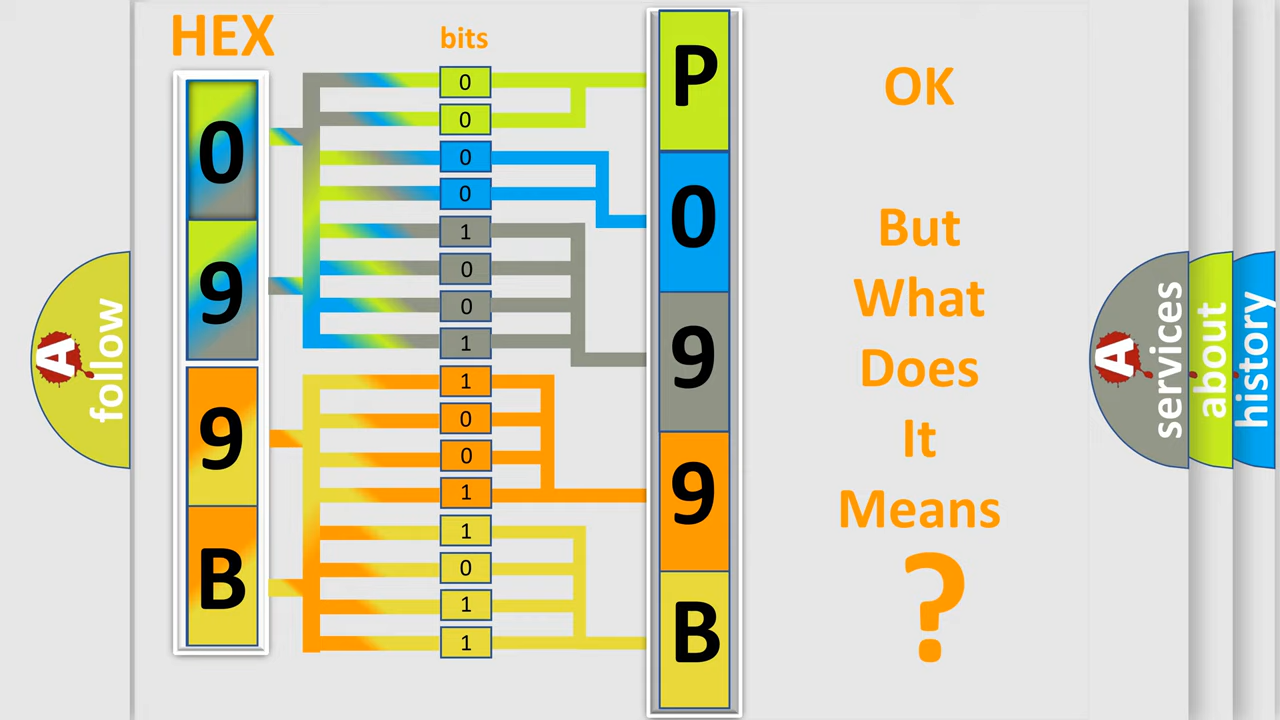 HEX
bits
0
9
9
B
0
0
0
0
1
0
0
1
1
0
0
1
1
0
1
1
P
0
9
9
B
OK
But
What
Does
It
Means
?
A
follow
A
services
about
history